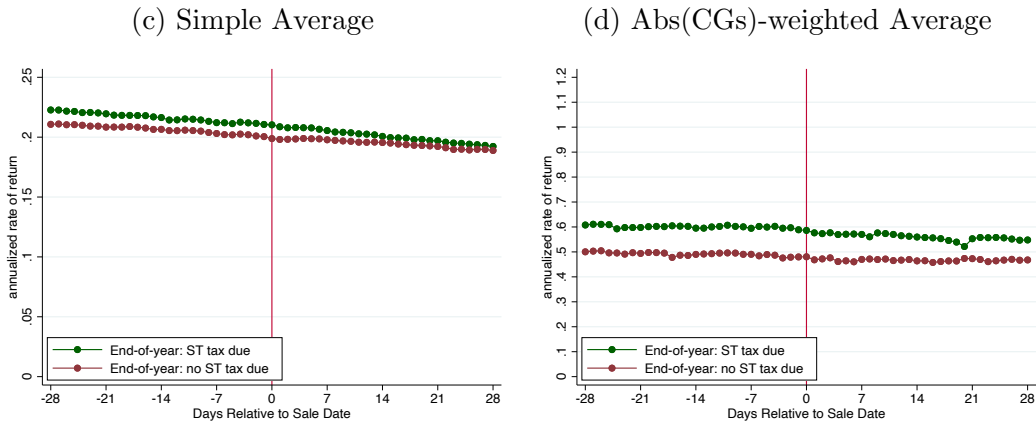 (c) Simple Average
annualized rate of return
.25
.2
.15
.1
.05
0
End-of-year: ST tax due
End-of-year: no ST tax due
-28 -21 -14 -7 0 7 14 21 28
Days Relative to Sale Date
(d) Abs(CGs)-weighted Average
annualized rate of return
1.2
1.1
1
.9
.8
.7
.6
.5
.4
.3
.2
.1
0
End-of-year: ST tax due
End-of-year: no ST tax due
-28 -21 -14 -7 0 7 14 21 28
Days Relative to Sale Date